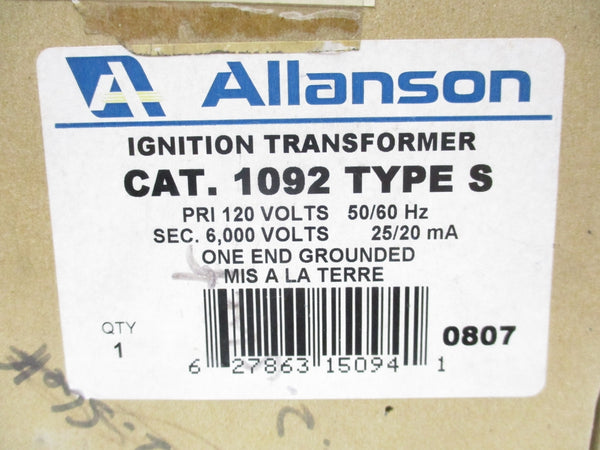 Allanson
IGNITION TRANSFORMER
CAT. 1092 TYPE S
PRI 120 VOLTS 50/60 Hz
SEC. 6,000 VOLTS 25/20 mA
ONE END GROUNDED
MIS A LA TERRE
QTY
1
0807
6 27863 15094 1